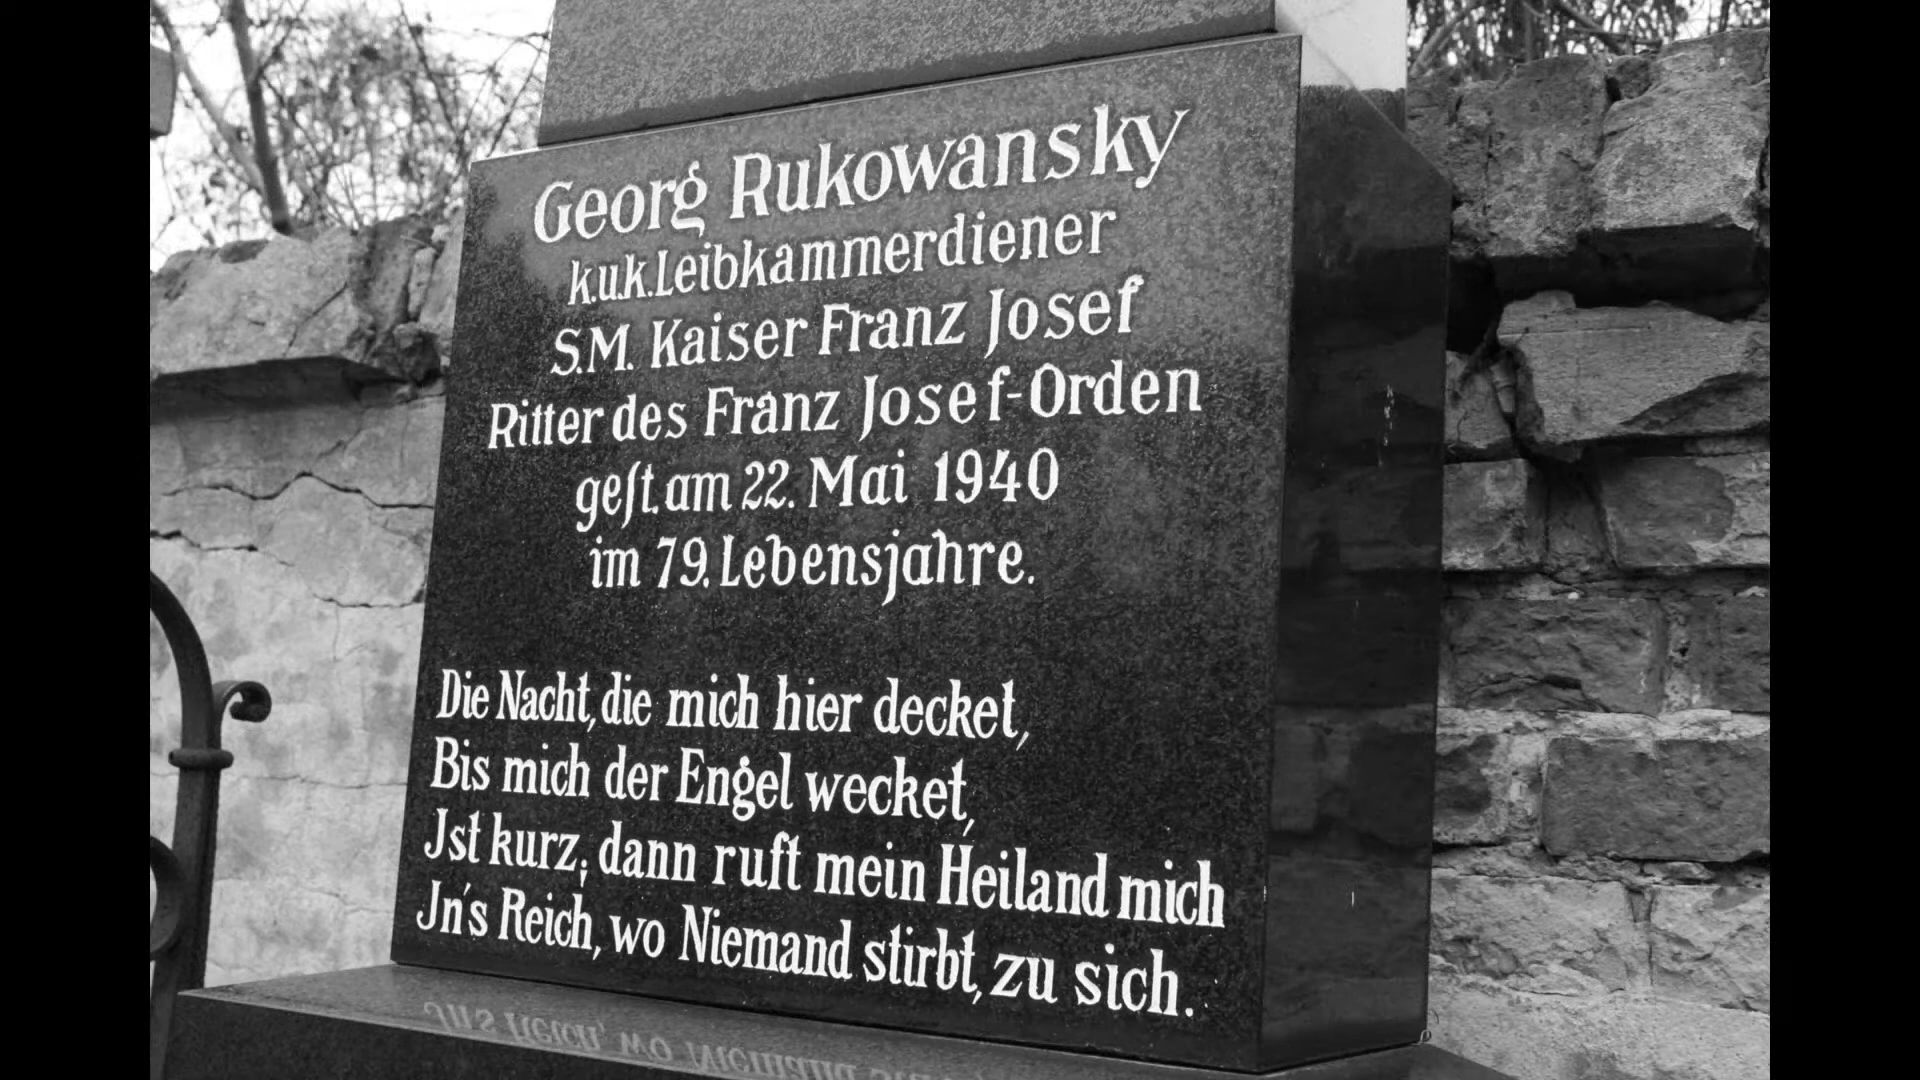 Georg Rukowansky
k.u.k. Leibkammerdiener
S.M. Kaiser Franz Josef
Ritter des Franz Josef-Orden
geſt. am 22. Mai 1940
im 79. Lebensjahre.
Die Nacht, die mich hier decket,
Bis mich der Engel wecket,
Jst kurz; dann ruft mein Heiland mich
Jn's Reich, wo Niemand stirbt, zu sich.